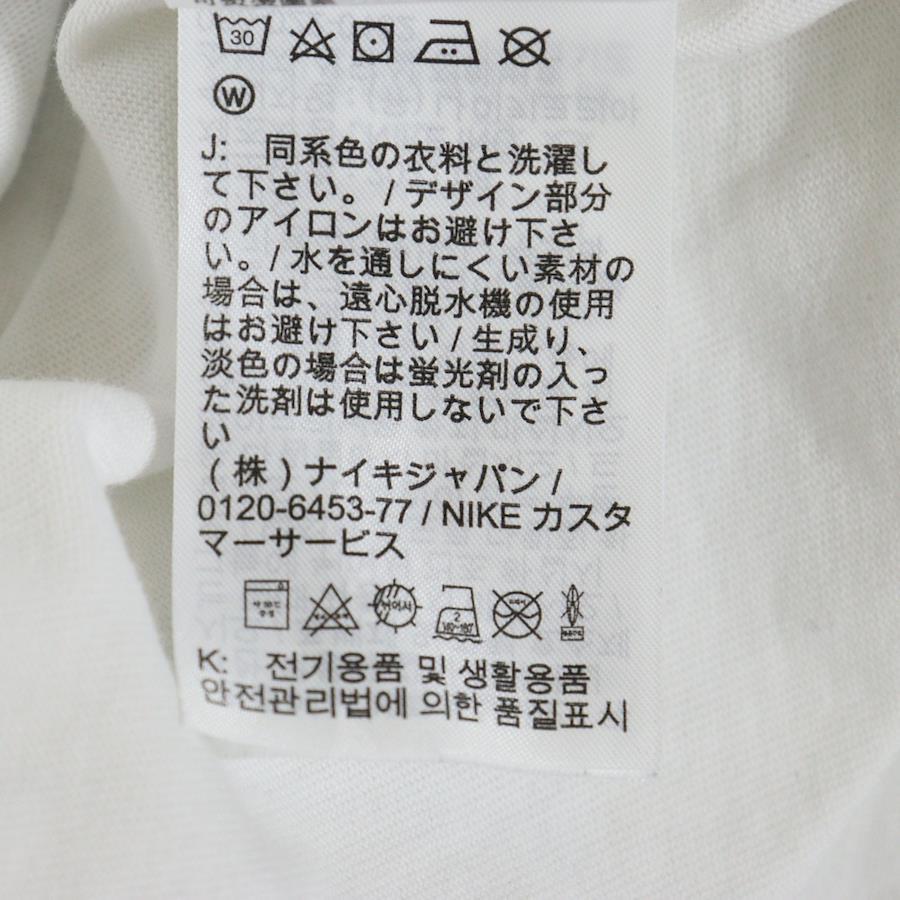 30
W
J: 同系色の衣料と洗濯し
て下さい。 / デザイン部分
のアイロンはお避け下さ
い。/ 水を通しにくい素材の
場合は、遠心脱水機の使用
はお避け下さい / 生成り、
淡色の場合は蛍光剤の入っ
た洗剤は使用しないで下さ
い
(株) ナイキジャパン /
0120-6453-77 / NIKE カスタ
マーサービス
K: 전기용품 및 생활용품
안전관리법에 의한 품질표시